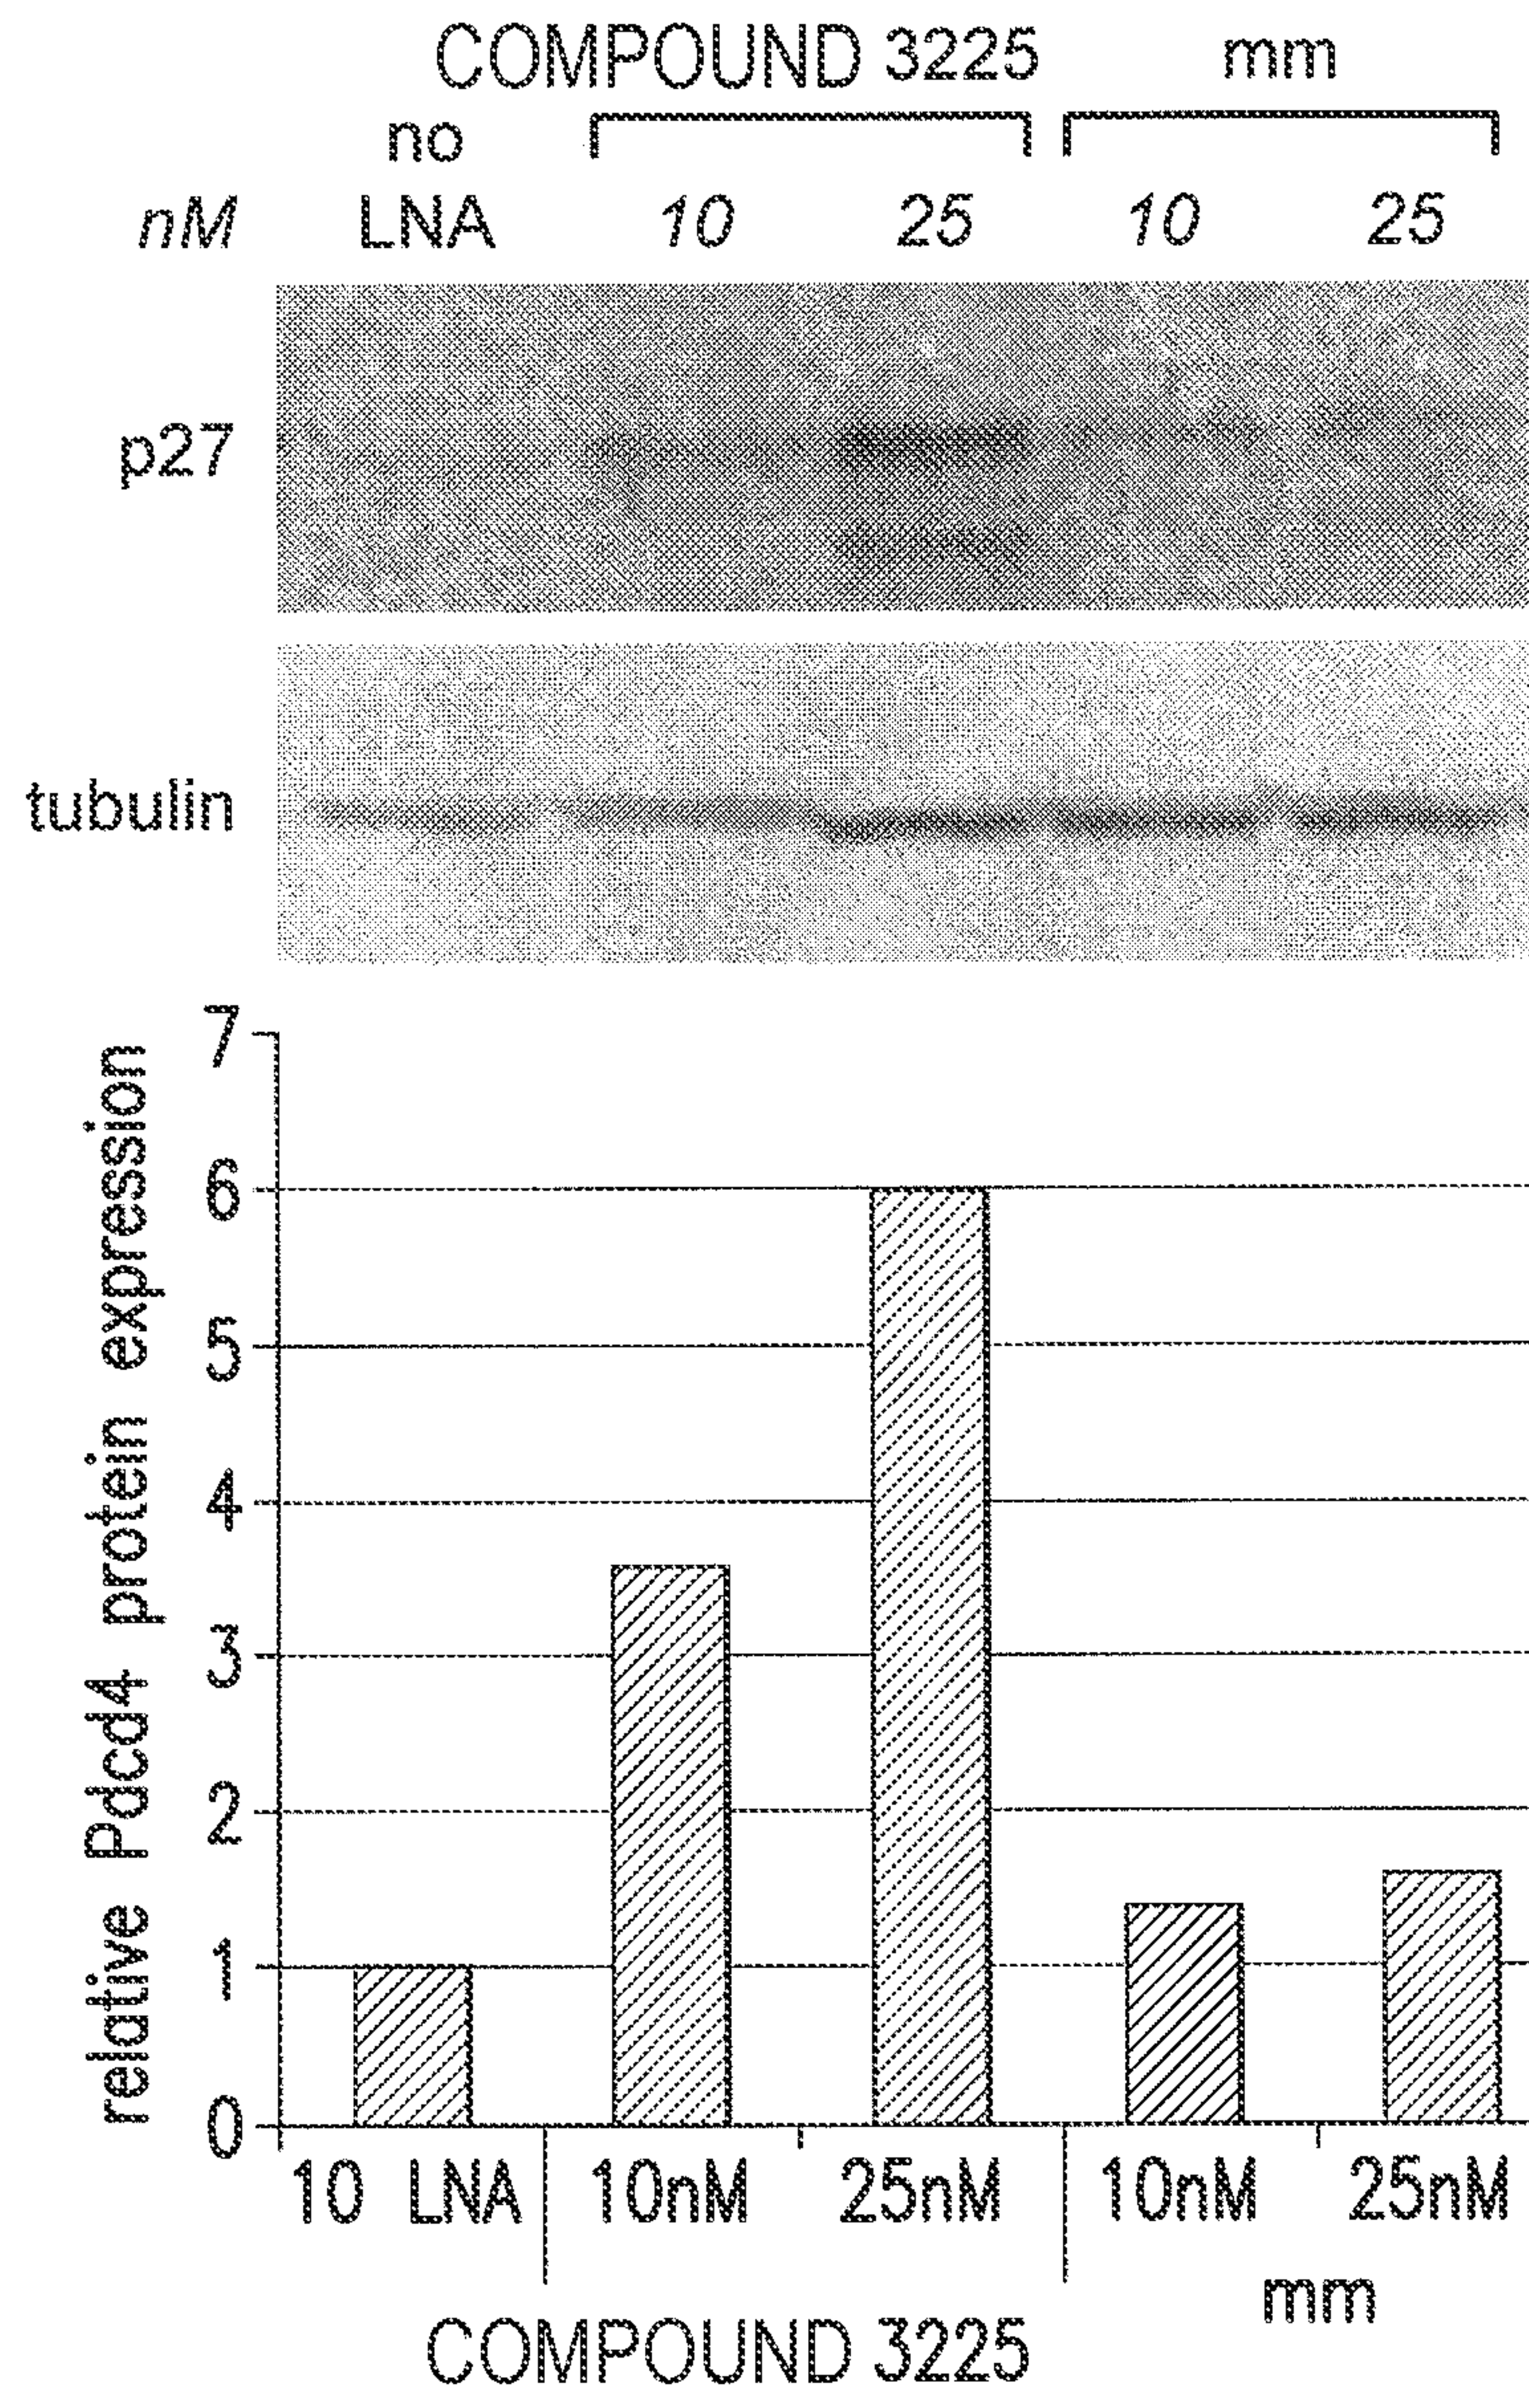 COMPOUND 3225 mm
no
nM LNA 10 25 10 25
p27
tubulin
relative Pdcd4 protein expression
7
6
5
4
3
2
1
0
10 LNA 10nM 25nM 10nM 25nM
mm
COMPOUND 3225